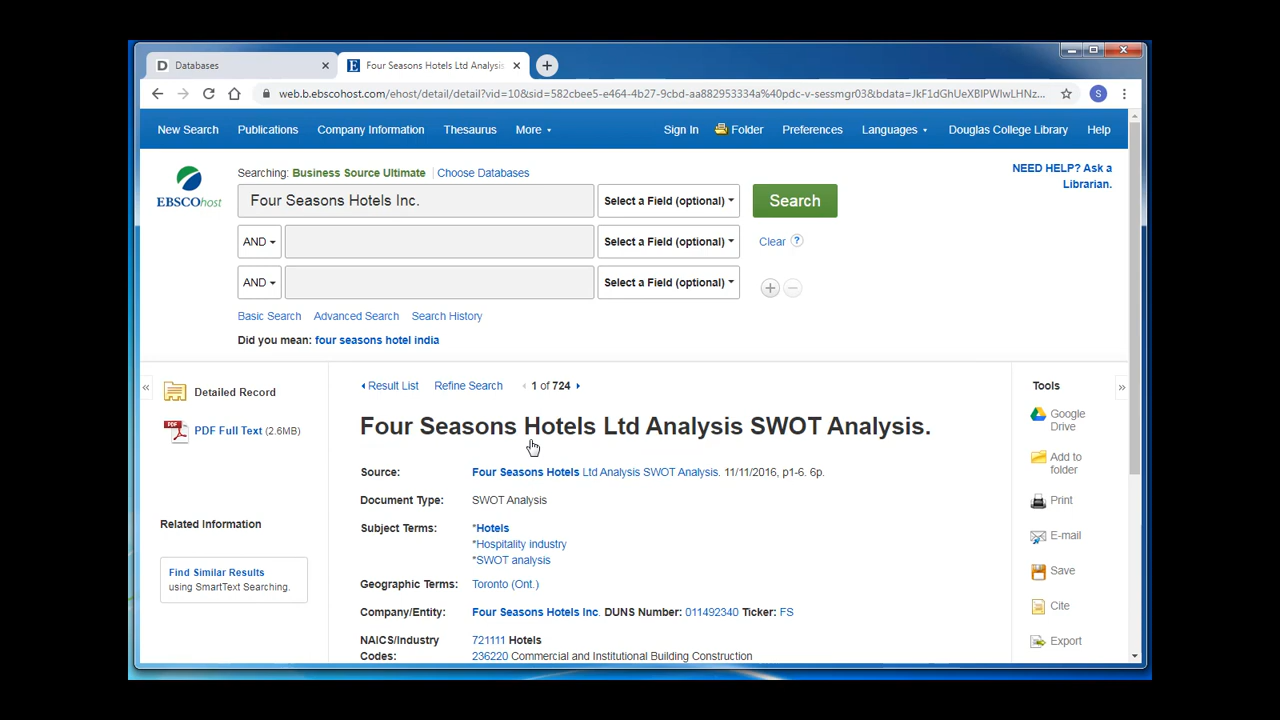 Databases
Four Seasons Hotels Ltd Analysis
web.b.ebscohost.com/ehost/detail/detail?vid=10&sid=582cbee5-e464-4b27-9cbd-aa882953334a%40pdc-v-sessmgr03&bdata=JkF1dGhUeXBlPWlwLHNz...
S
New Search Publications Company Information Thesaurus More Sign In Folder Preferences Languages Douglas College Library Help
Searching: Business Source Ultimate | Choose Databases
NEED HELP? Ask a
Librarian.
EBSCOhost
Four Seasons Hotels Inc. Select a Field (optional) Search
AND Select a Field (optional) Clear ?
AND Select a Field (optional)
Basic Search Advanced Search Search History
Did you mean: four seasons hotel india
« Detailed Record
PDF Full Text (2.6MB)
Related Information
Find Similar Results
using SmartText Searching.
Result List Refine Search 1 of 724
Four Seasons Hotels Ltd Analysis SWOT Analysis.
Source: Four Seasons Hotels Ltd Analysis SWOT Analysis. 11/11/2016, p1-6. 6p.
Document Type: SWOT Analysis
Subject Terms: *Hotels
*Hospitality industry
*SWOT analysis
Geographic Terms: Toronto (Ont.)
Company/Entity: Four Seasons Hotels Inc. DUNS Number: 011492340 Ticker: FS
NAICS/Industry 721111 Hotels
Codes: 236220 Commercial and Institutional Building Construction
Tools »
Google
Drive
Add to
folder
Print
E-mail
Save
Cite
Export